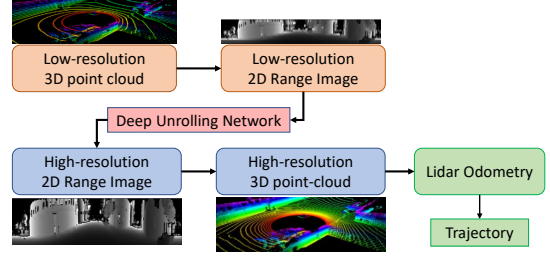 Low-resolution
3D point cloud
Low-resolution
2D Range Image
Deep Unrolling Network
High-resolution
2D Range Image
High-resolution
3D point-cloud
Lidar Odometry
Trajectory